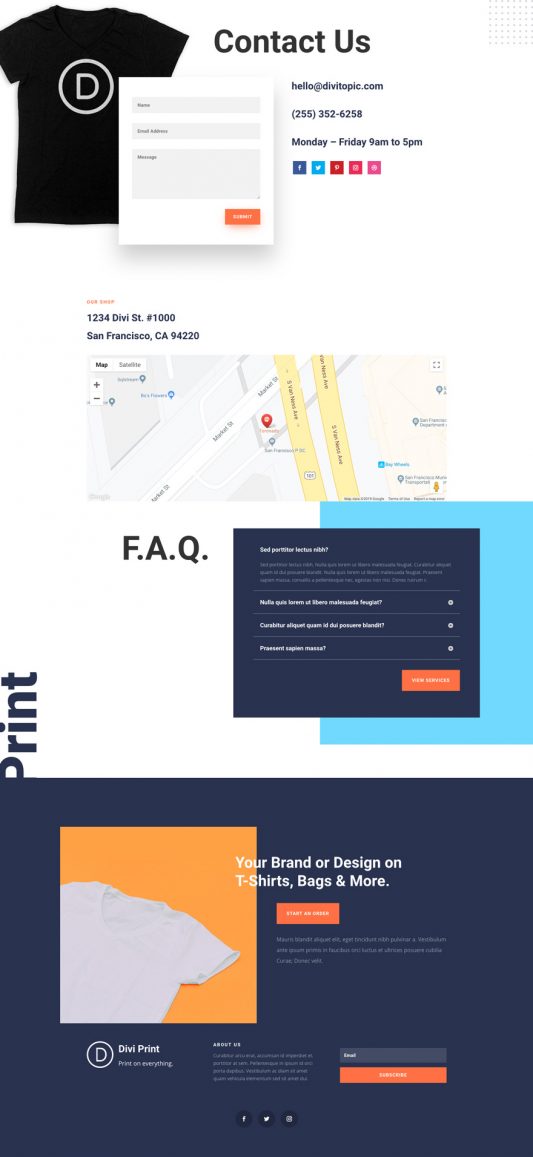 Contact Us
D
hello@divitopic.com
(255) 352-6258
Monday – Friday 9am to 5pm
Name
Email Address
Message
SUBMIT
OUR SHOP
1234 Divi St. #1000
San Francisco, CA 94220
Map
Satellite
Market St
Market St
S Van Ness Ave
S Van Ness Ave
101
Bay Wheels
Google
Map data ©2019 Google
Terms of Use
Report a map error
F.A.Q.
Sed porttitor lectus nibh?
Sed porttitor lectus nibh. Nulla quis lorem ut libero malesuada feugiat. Curabitur aliquet
quam id dui posuere blandit. Nulla quis lorem ut libero malesuada feugiat. Praesent
sapien massa, convallis a pellentesque nec, egestas non nisi. Donec rutrum c
Nulla quis lorem ut libero malesuada feugiat?
Curabitur aliquet quam id dui posuere blandit?
Praesent sapien massa?
VIEW SERVICES
Print
Your Brand or Design on
T-Shirts, Bags & More.
START AN ORDER
Mauris blandit aliquet elit, eget tincidunt nibh pulvinar a. Vestibulum
ante ipsum primis in faucibus orci luctus et ultrices posuere cubilia
Curae; Donec velit.
D
Divi Print
Print on everything.
ABOUT US
Curabitur arcu erat, accumsan id imperdiet et
porttitor at sem. Pellentesque in ipsum id orci
porta dapibus. Vestibulum ac diam sit amet
quam vehicula elementum sed sit amet dui.
Email
SUBSCRIBE